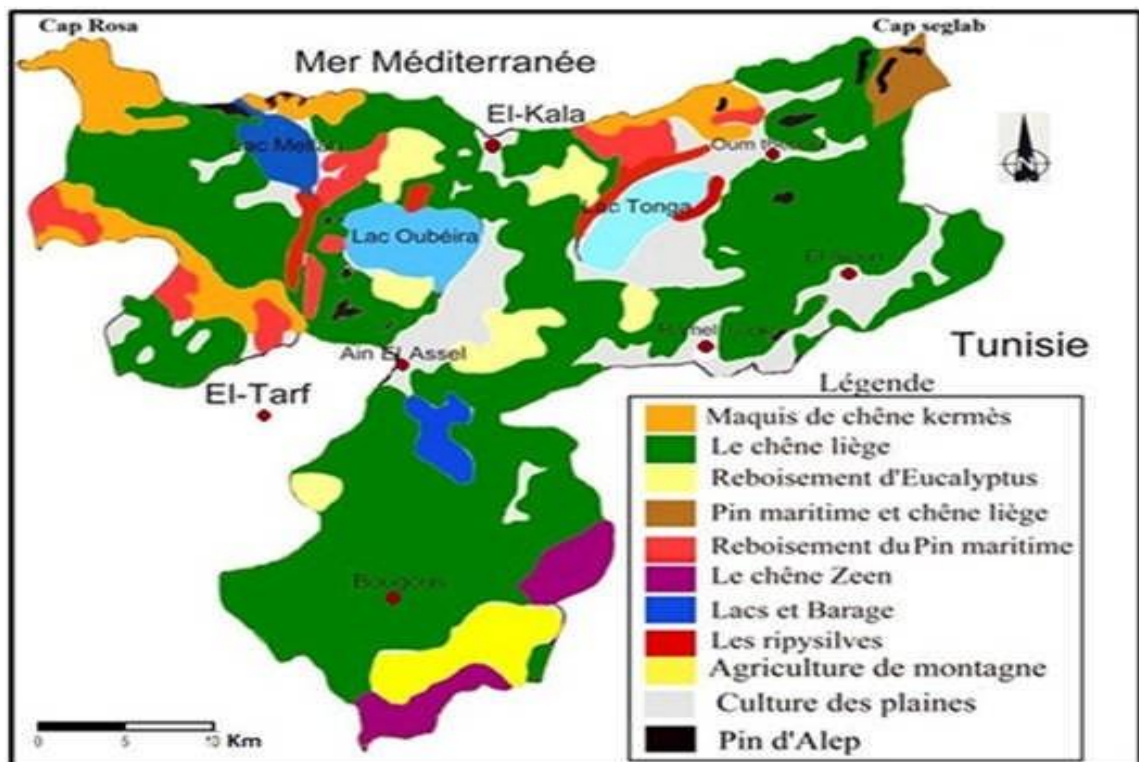 Cap Rosa
Cap seglab
Mer Méditerranée
El-Kala
Oum
Lac
N
Lac Tonga
Lac Oubéira
Ain El Assel
El-Tarf
Tunisie
Bougous
Légende
Maquis de chêne kermès
Le chêne liège
Reboisement d'Eucalyptus
Pin maritime et chêne liège
Reboisement du Pin maritime
Le chêne Zeen
Lacs et Barage
Les ripysilves
Agriculture de montagne
Culture des plaines
Pin d'Alep
0 5 10 Km